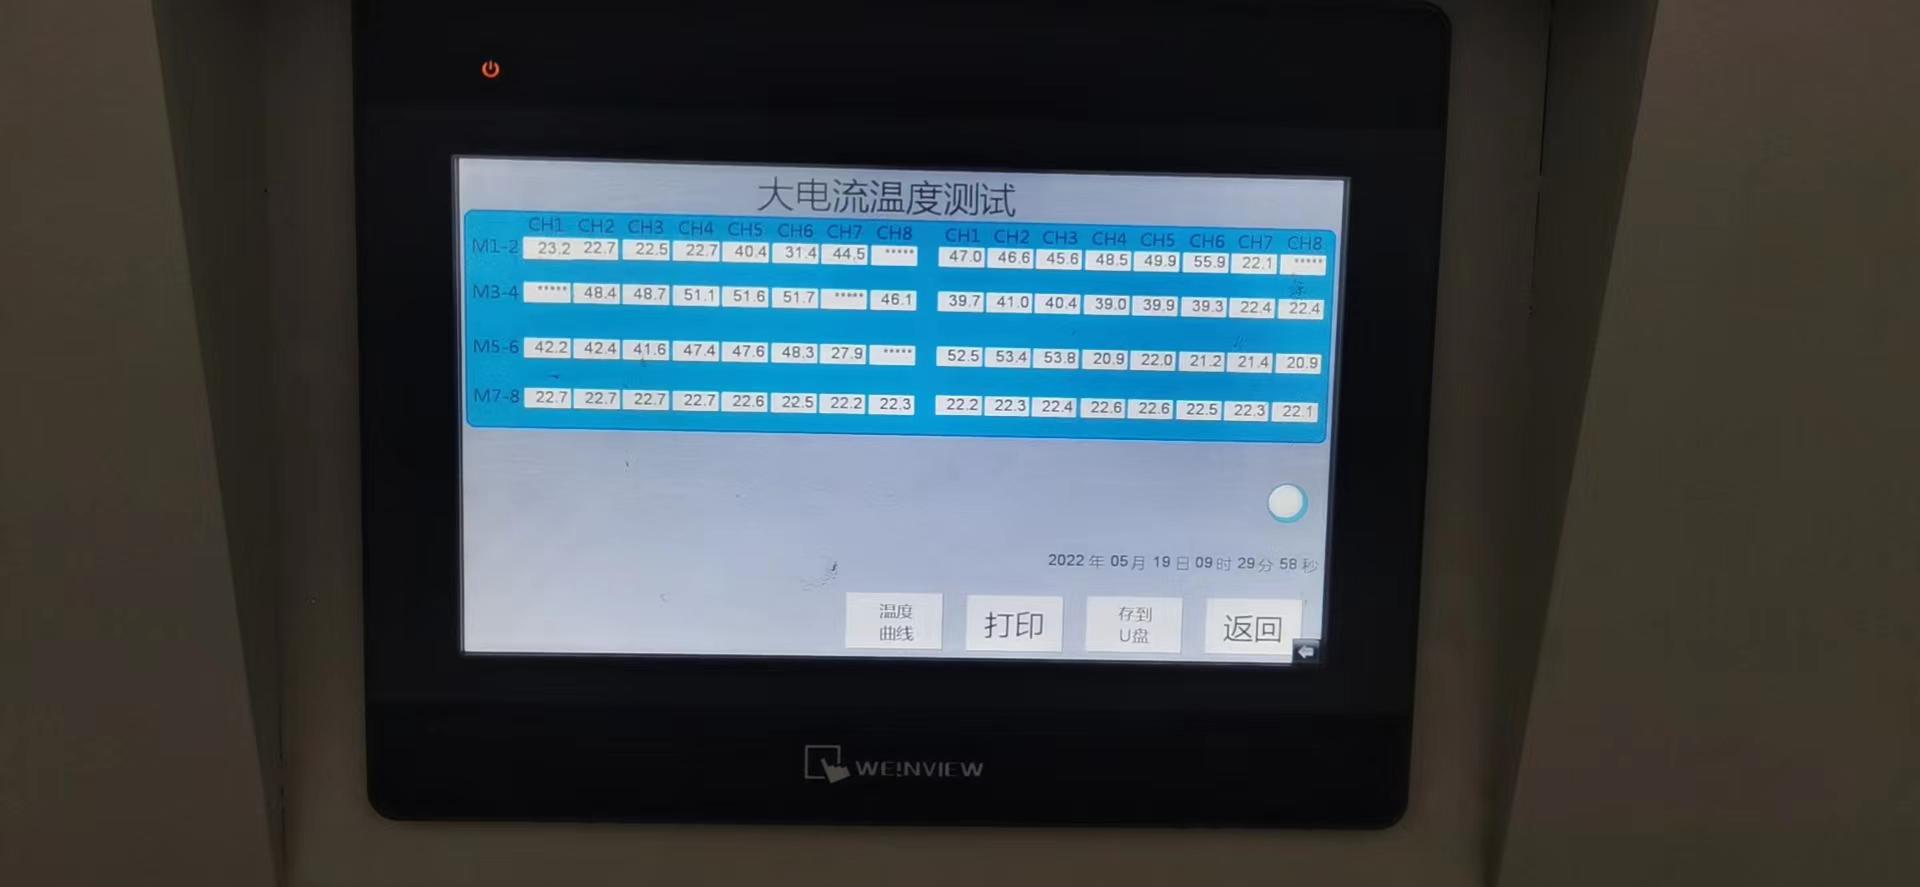 大电流温度测试
CH1 CH2 CH3 CH4 CH5 CH6 CH7 CH8 CH1 CH2 CH3 CH4 CH5 CH6 CH7 CH8
M1-2 23.2 22.7 22.5 22.7 40.4 31.4 44.5 ***** 47.0 46.6 45.6 48.5 49.9 55.9 22.1 *****
M3-4 ***** 48.4 48.7 51.1 51.6 51.7 ***** 46.1 39.7 41.0 40.4 39.0 39.9 39.3 22.4 22.4
M5-6 42.2 42.4 41.6 47.4 47.6 48.3 27.9 ***** 52.5 53.4 53.8 20.9 22.0 21.2 21.4 20.9
M7-8 22.7 22.7 22.7 22.7 22.6 22.5 22.2 22.3 22.2 22.3 22.4 22.6 22.6 22.5 22.3 22.1
2022 年 05 月 19 日 09 时 29 分 58 秒
温度
曲线
打印
存到
U盘
返回
WE!NVIEW